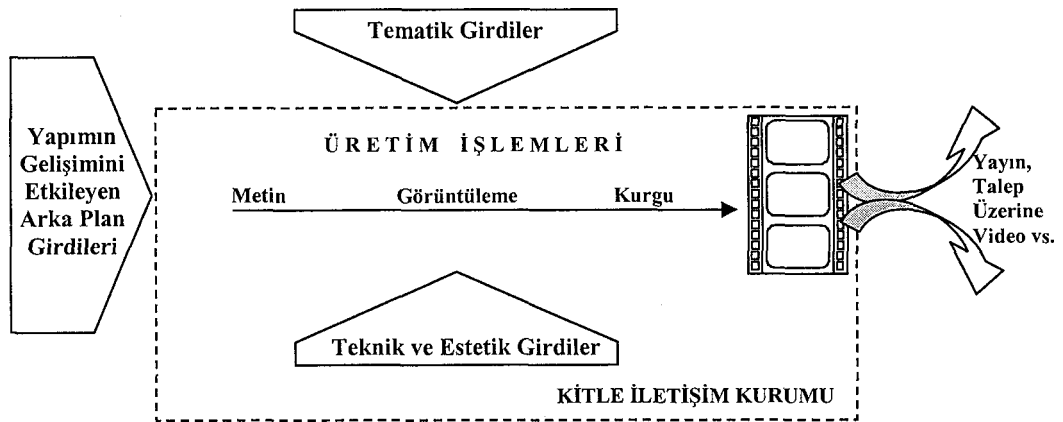 Tematik Girdiler
Yapımın
Gelişimini
Etkileyen
Arka Plan
Girdileri
ÜRETİM İŞLEMLERİ
Metin Görüntüleme Kurgu
Yayın,
Talep
Üzerine
Video vs.
Teknik ve Estetik Girdiler
KİTLE İLETİŞİM KURUMU